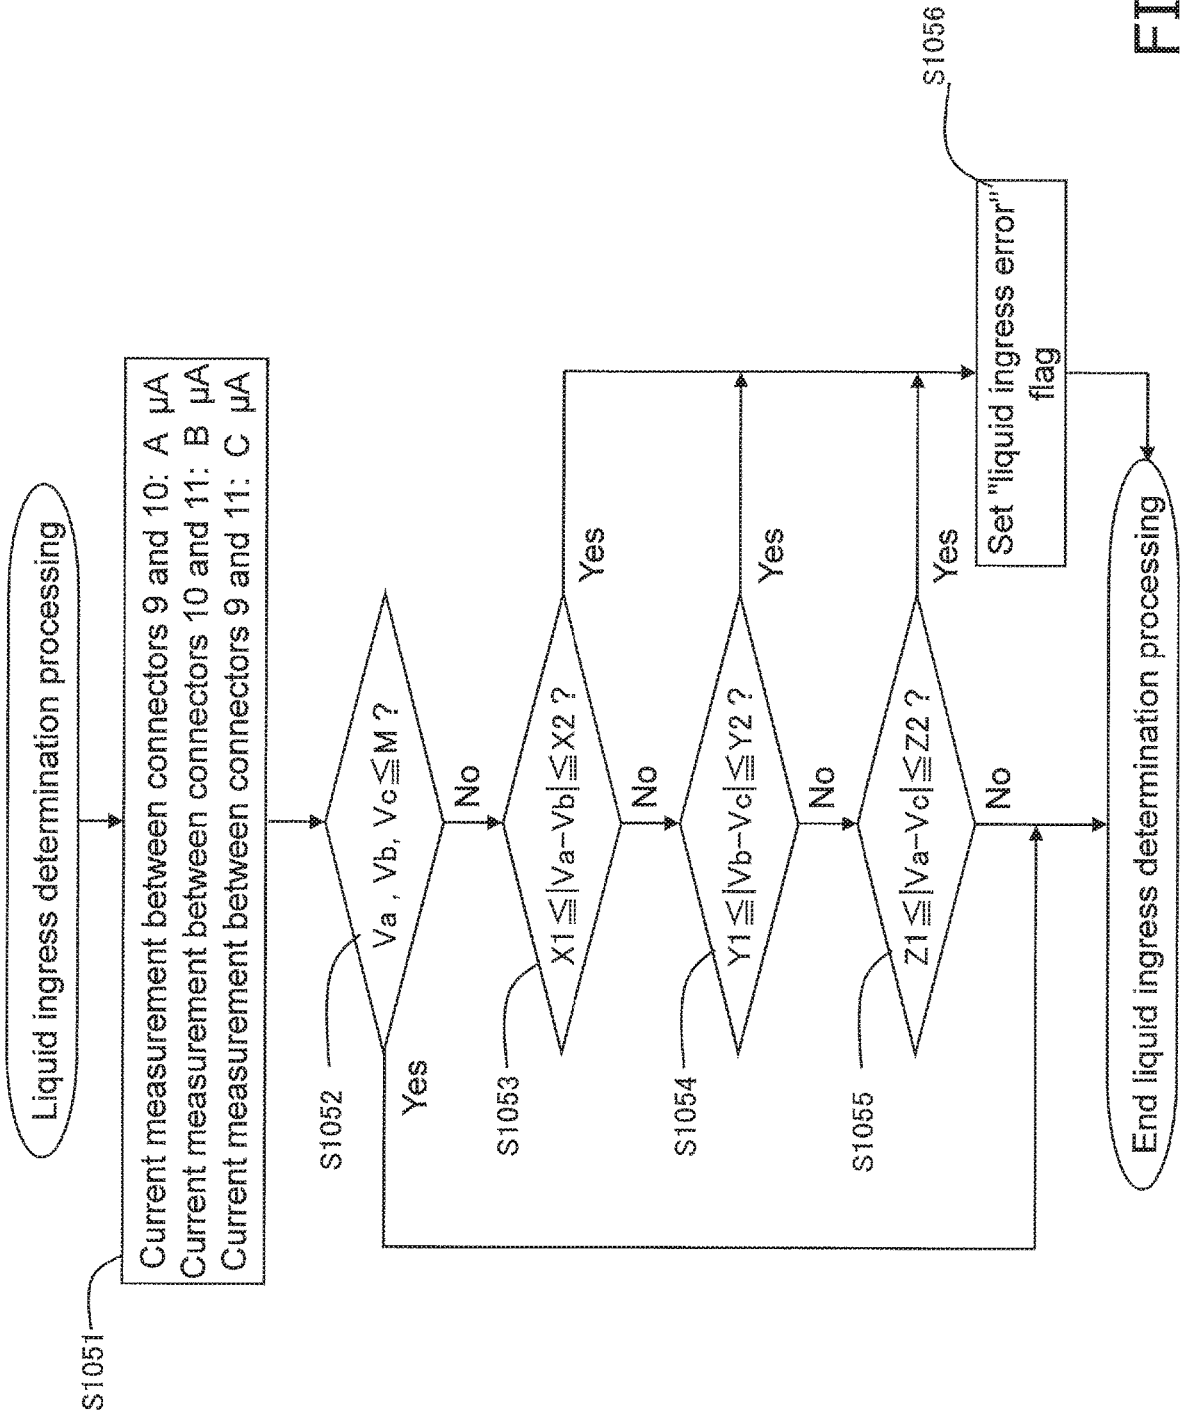 Liquid ingress determination processing
S1051
Current measurement between connectors 9 and 10: A µA
Current measurement between connectors 10 and 11: B µA
Current measurement between connectors 9 and 11: C µA
S1052
Va, Vb, Vc≦M ?
Yes
No
S1053
X1≦|Va−Vb|≦X2 ?
Yes
No
S1054
Y1≦|Vb−Vc|≦Y2 ?
Yes
No
S1055
Z1≦|Va−Vc|≦Z2 ?
Yes
No
S1056
Set "liquid ingress error"
flag
End liquid ingress determination processing